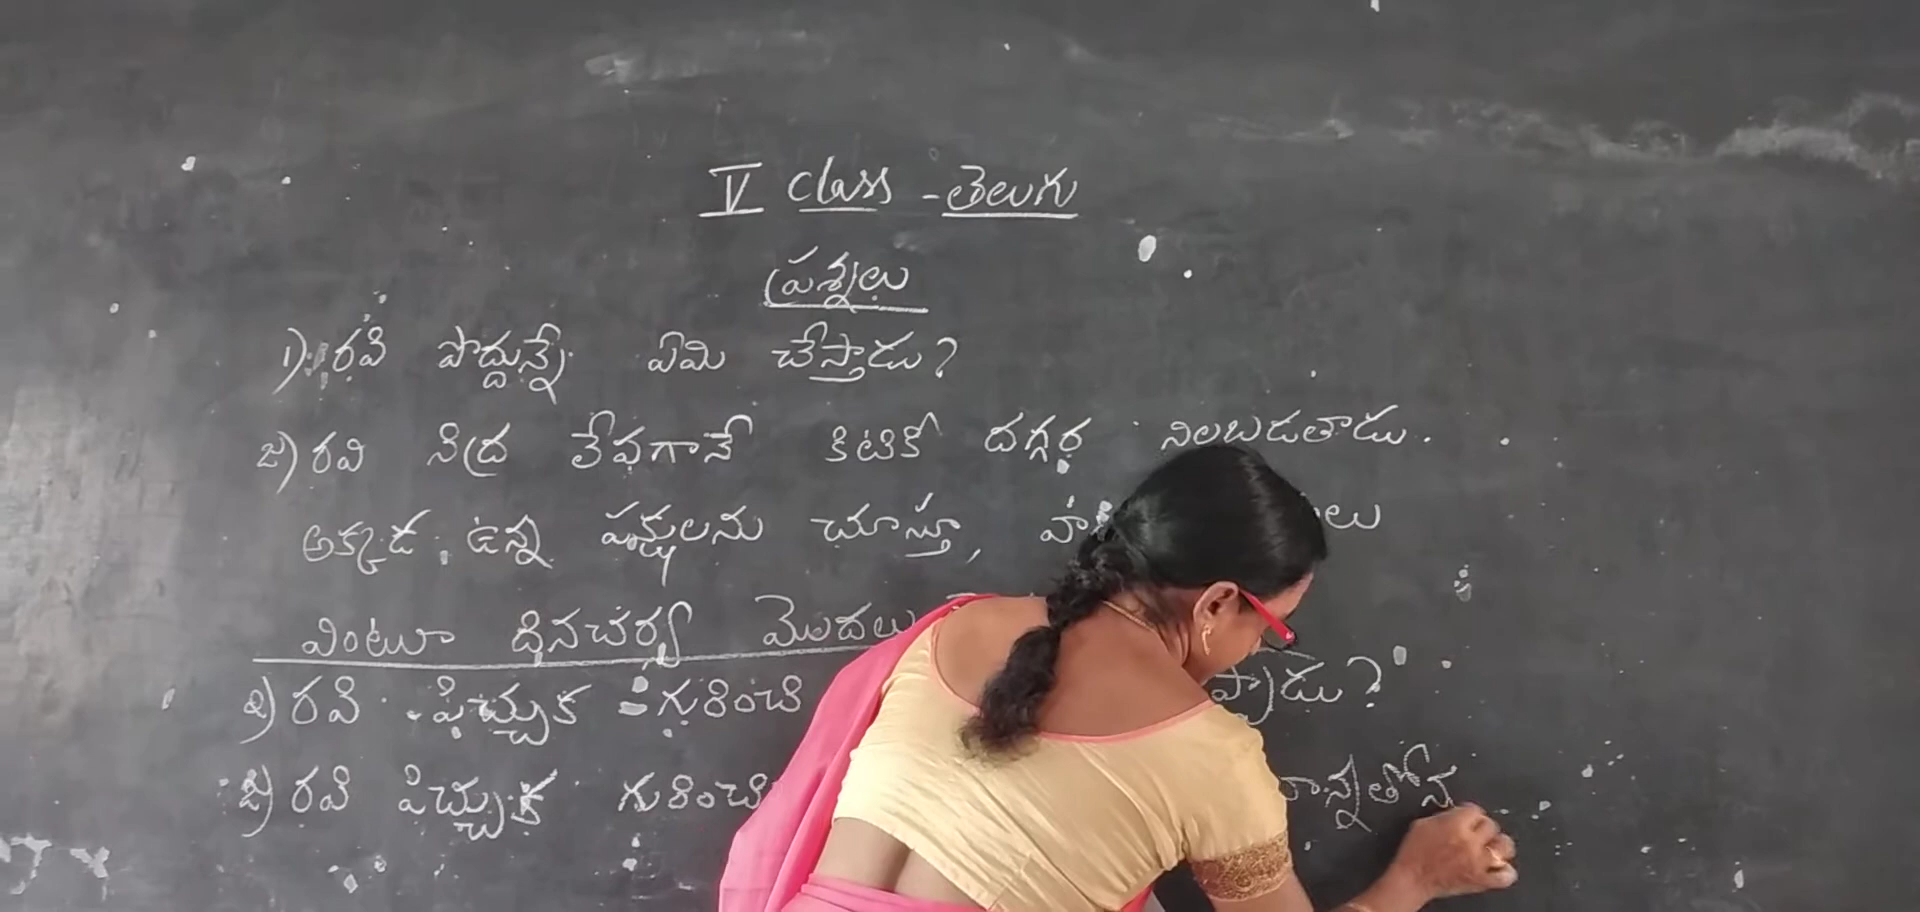 V class - తెలుగు
ప్రశ్నలు
1) రవి పొద్దున్నే ఏమి చేస్తాడు?
జ) రవి నిద్ర లేవగానే కిటికీ దగ్గర నిలబడతాడు.
అక్కడ ఉన్న పక్షులను చూస్తూ,
వింటూ దినచర్య
2) రవి పిచ్చుక గురించి
జ) రవి పిచ్చుక గురించి